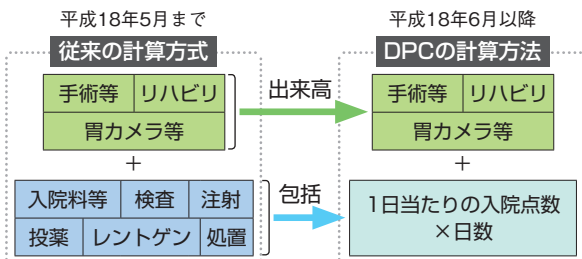 平成18年5月まで
従来の計算方式
手術等 リハビリ
胃カメラ等
+
入院料等 検査 注射
投薬 レントゲン 処置
出来高
包括
平成18年6月以降
DPCの計算方法
手術等 リハビリ
胃カメラ等
+
1日当たりの入院点数
×日数